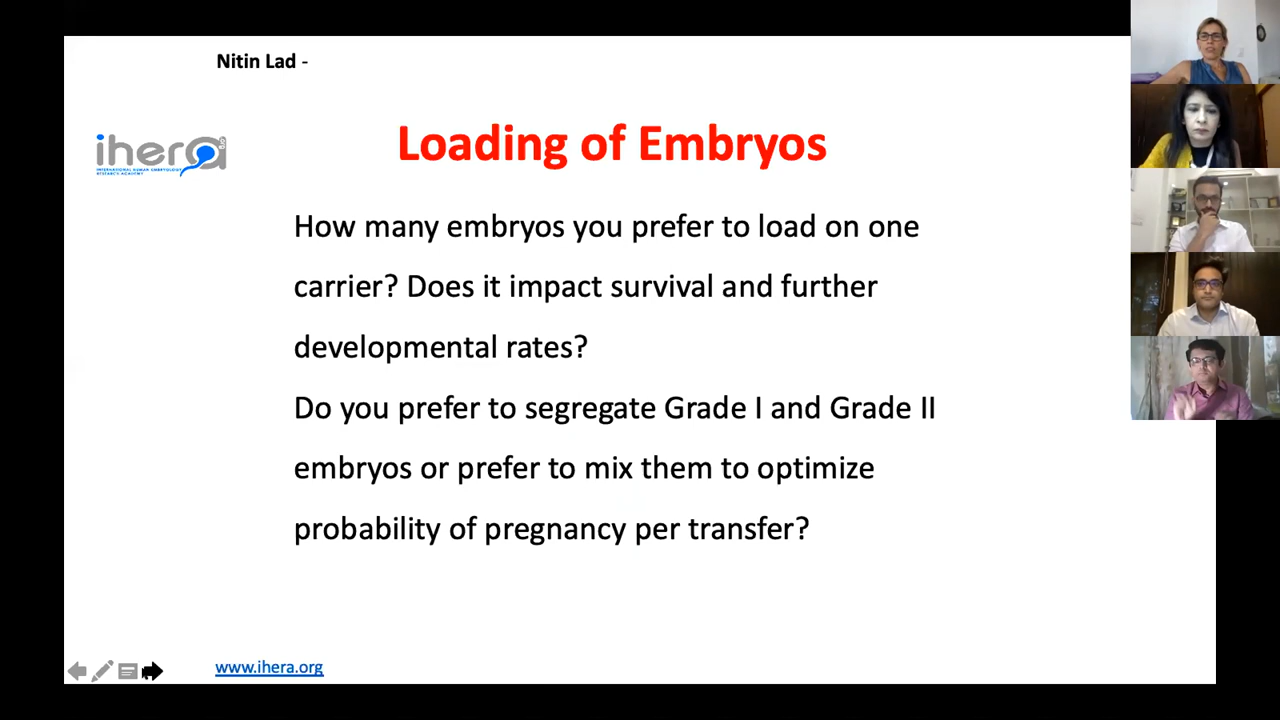 Nitin Lad -
ihera
INTERNATIONAL HUMAN EMBRYOLOGY
RESEARCH ACADEMY
Loading of Embryos
How many embryos you prefer to load on one
carrier? Does it impact survival and further
developmental rates?
Do you prefer to segregate Grade I and Grade II
embryos or prefer to mix them to optimize
probability of pregnancy per transfer?
www.ihera.org